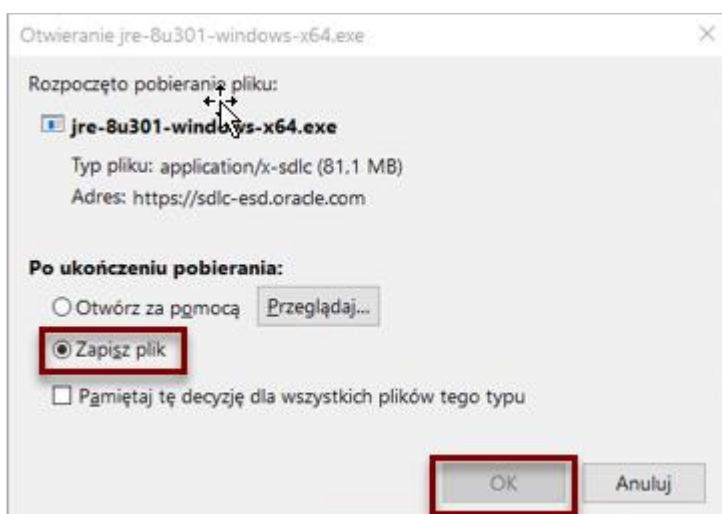 Otwieranie jre-8u301-windows-x64.exe
Rozpoczęto pobieranie pliku:
jre-8u301-windows-x64.exe
Typ pliku: application/x-sdlc (81,1 MB)
Adres: https://sdlc-esd.oracle.com
Po ukończeniu pobierania:
Otwórz za pomocą Przeglądaj...
Zapisz plik
Pamiętaj tę decyzję dla wszystkich plików tego typu
OK Anuluj